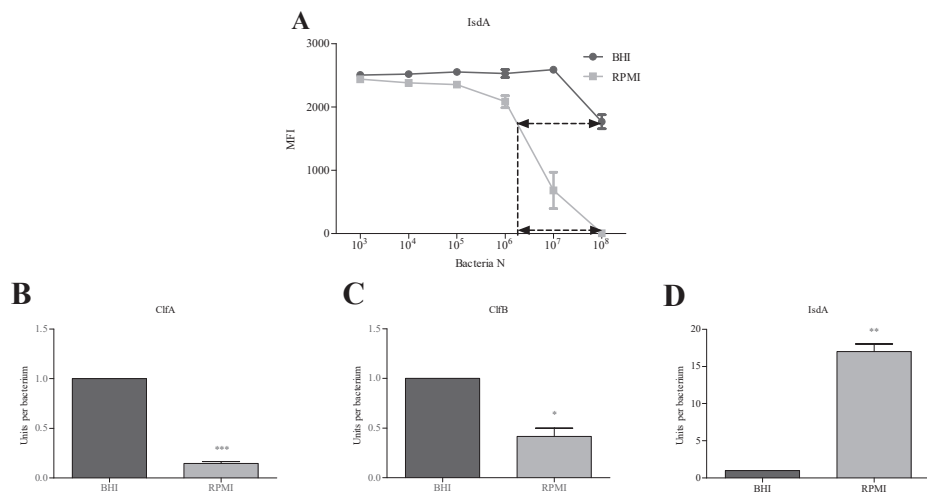 A
IsdA
3000
2000
1000
0
MFI
BHI
RPMI
10³ 10⁴ 10⁵ 10⁶ 10⁷ 10⁸
Bacteria N
B
ClfA
1.5
1.0
0.5
0.0
Units per bacterium
***
BHI RPMI
C
ClfB
1.5
1.0
0.5
0.0
Units per bacterium
*
BHI RPMI
D
IsdA
20
15
10
5
0
Units per bacterium
**
BHI RPMI